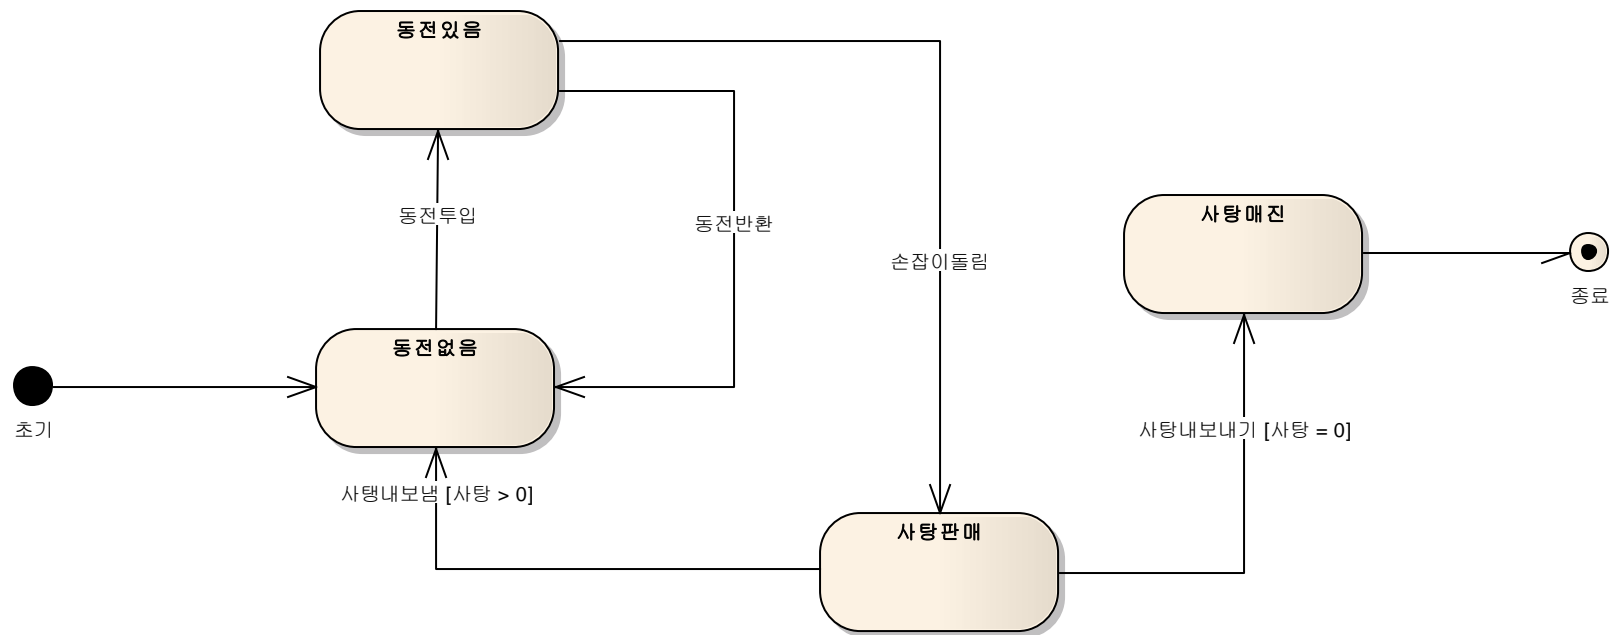 동전있음
동전투입
동전반환
손잡이돌림
사탕매진
종료
동전없음
초기
사탕내보내기 [사탕 = 0]
사탱내보냄 [사탕 > 0]
사탕판매